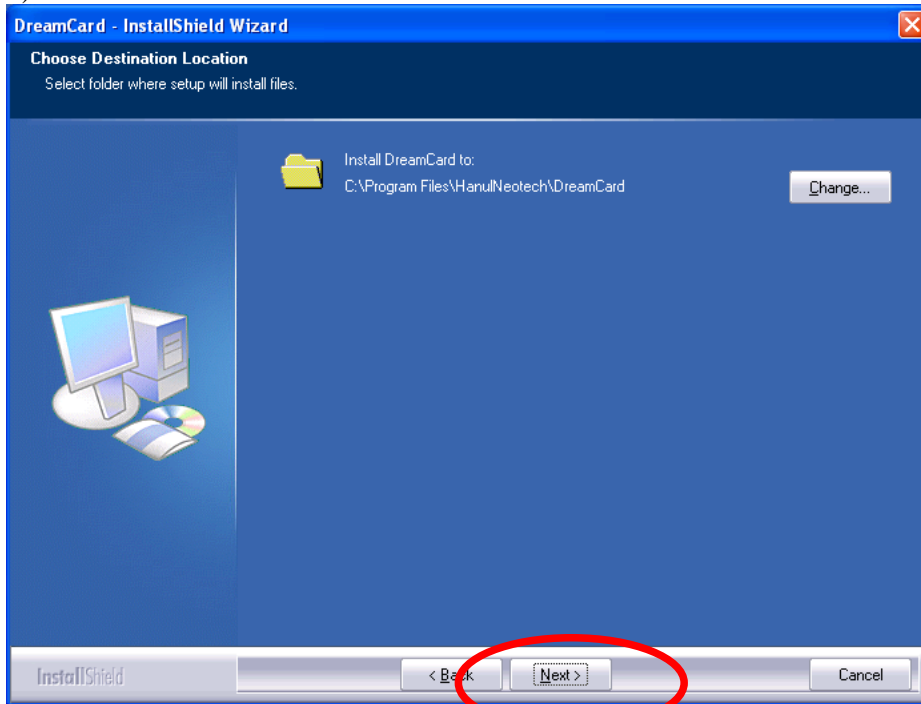 DreamCard - InstallShield Wizard
Choose Destination Location
Select folder where setup will install files.
Install DreamCard to:
C:\Program Files\HanulNeotech\DreamCard
Change...
InstallShield
< Back
Next >
Cancel